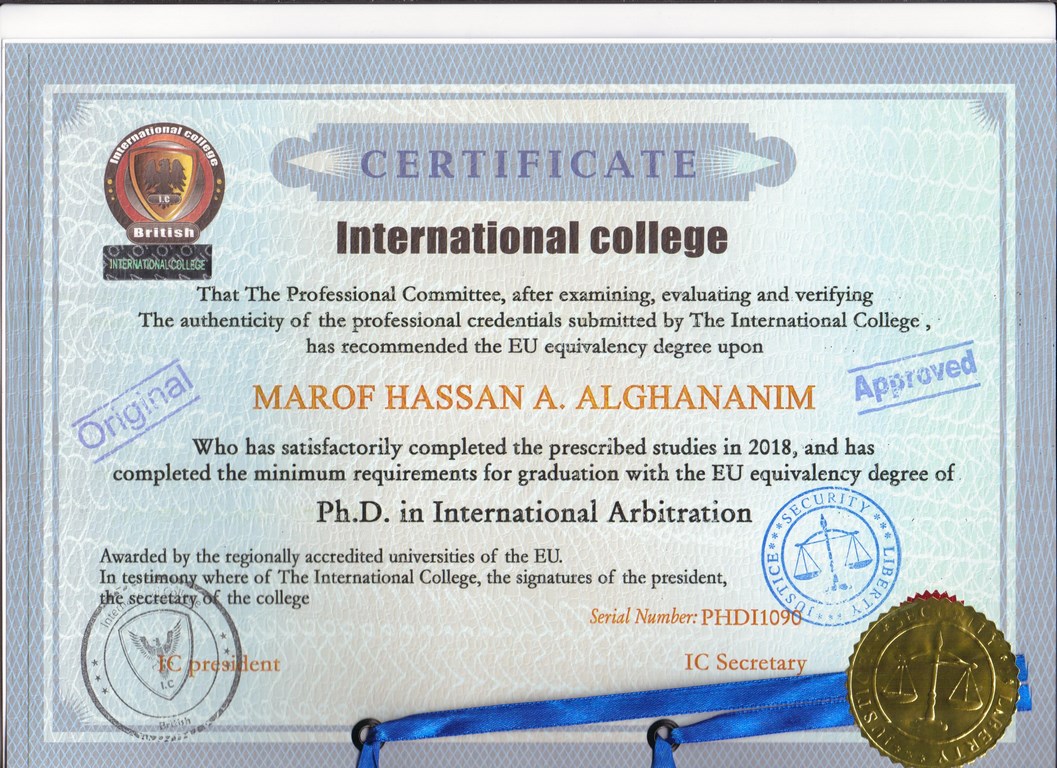 International college
I.C
British
INTERNATIONAL COLLEGE
CERTIFICATE
International college
That The Professional Committee, after examining, evaluating and verifying
The authenticity of the professional credentials submitted by The International College ,
has recommended the EU equivalency degree upon
Original
Approved
MAROF HASSAN A. ALGHANANIM
Who has satisfactorily completed the prescribed studies in 2018, and has
completed the minimum requirements for graduation with the EU equivalency degree of
Ph.D. in International Arbitration
SECURITY
LIBERTY
JUSTICE
Awarded by the regionally accredited universities of the EU.
In testimony where of The International College, the signatures of the president,
the secretary of the college
Serial Number: PHDI1090
IC president
IC Secretary
I.C
British